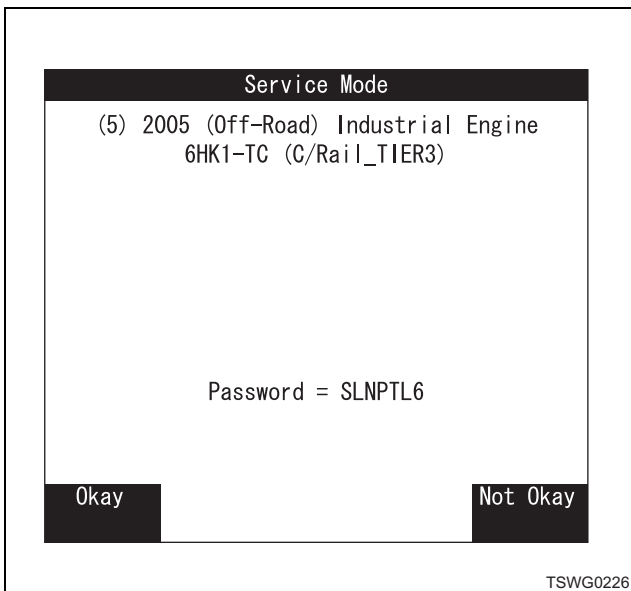 Service Mode
(5) 2005 (Off-Road) Industrial Engine
6HK1-TC (C/Rail_TIER3)
Password = SLNPTL6
Okay
Not Okay
TSWG0226